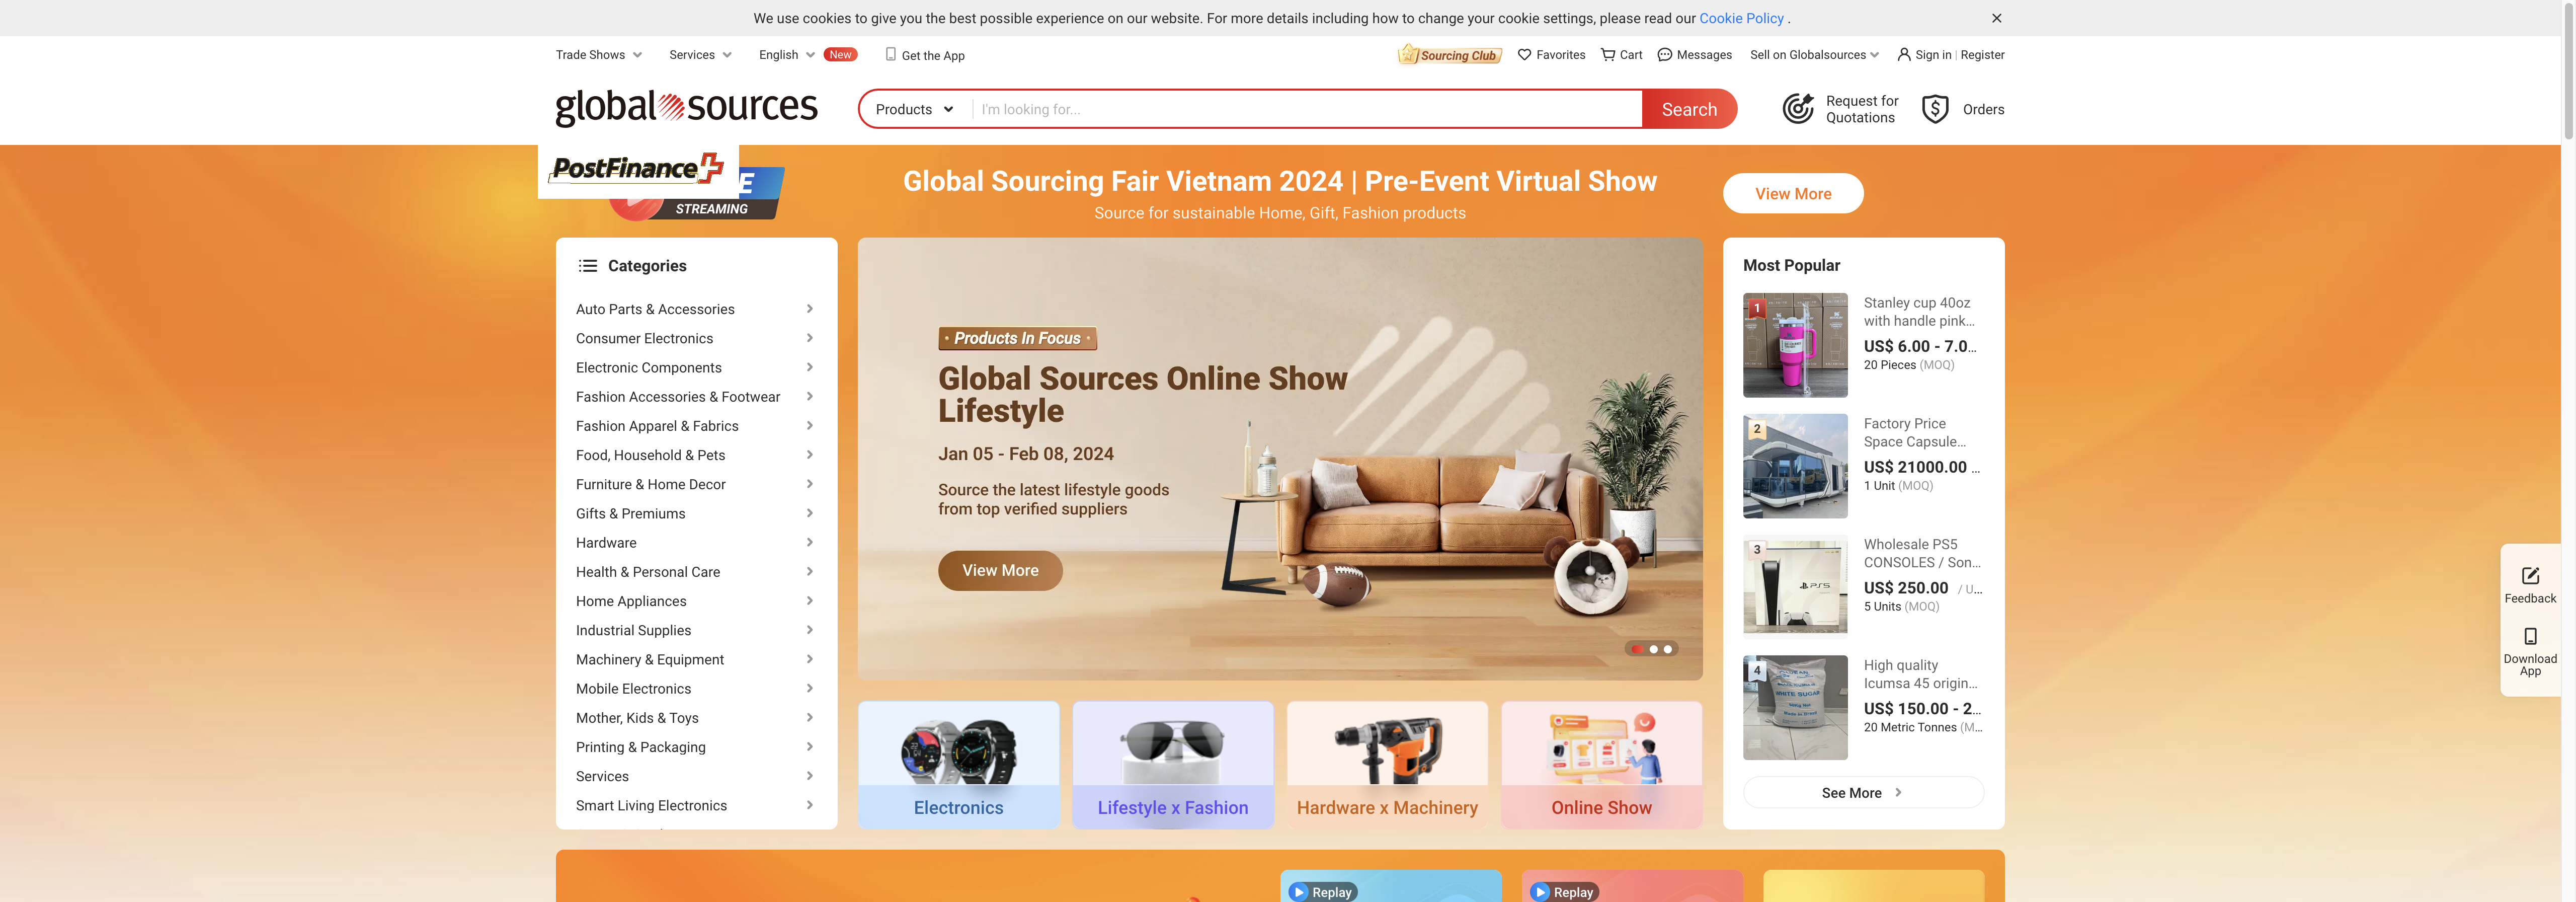 We use cookies to give you the best possible experience on our website. For more details including how to change your cookie settings, please read our Cookie Policy .
Trade Shows
Services
English
New
Get the App
Sourcing Club
Favorites
Cart
Messages
Sell on Globalsources
Sign in | Register
global sources
Products
I'm looking for...
Search
Request for
Quotations
Orders
PostFinance
E
STREAMING
Global Sourcing Fair Vietnam 2024 | Pre-Event Virtual Show
Source for sustainable Home, Gift, Fashion products
View More
Categories
Auto Parts & Accessories
Consumer Electronics
Electronic Components
Fashion Accessories & Footwear
Fashion Apparel & Fabrics
Food, Household & Pets
Furniture & Home Decor
Gifts & Premiums
Hardware
Health & Personal Care
Home Appliances
Industrial Supplies
Machinery & Equipment
Mobile Electronics
Mother, Kids & Toys
Printing & Packaging
Services
Smart Living Electronics
• Products In Focus •
Global Sources Online Show
Lifestyle
Jan 05 - Feb 08, 2024
Source the latest lifestyle goods
from top verified suppliers
View More
Electronics
Lifestyle x Fashion
Hardware x Machinery
Online Show
Most Popular
1
Stanley cup 40oz
with handle pink...
US$ 6.00 - 7.0...
20 Pieces (MOQ)
2
Factory Price
Space Capsule...
US$ 21000.00 ...
1 Unit (MOQ)
3
PS5
Wholesale PS5
CONSOLES / Son...
US$ 250.00 / U...
5 Units (MOQ)
4
WHITE SUGAR
High quality
Icumsa 45 origin...
US$ 150.00 - 2...
20 Metric Tonnes (M...
See More
Feedback
Download
App
Replay
Replay